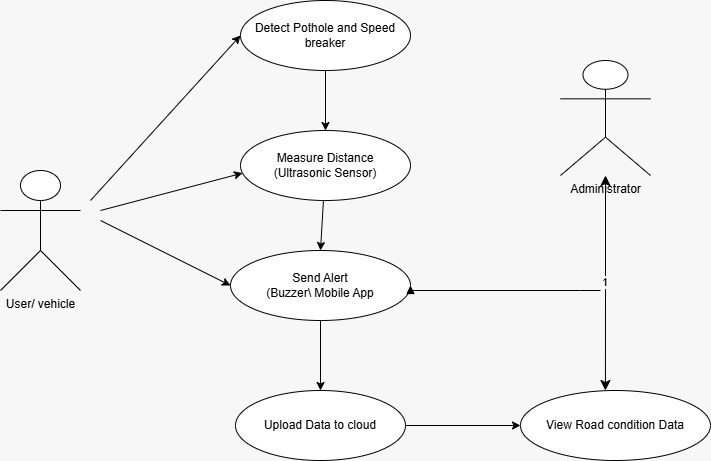 Detect Pothole and Speed
breaker
Measure Distance
(Ultrasonic Sensor)
Administrator
User/ vehicle
Send Alert
(Buzzer\ Mobile App
1
Upload Data to cloud
View Road condition Data